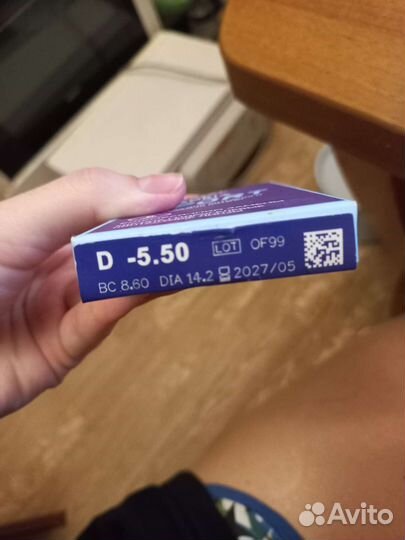 D -5.50 LOT OF99
BC 8.60 DIA 14.2 2027/05
Avito